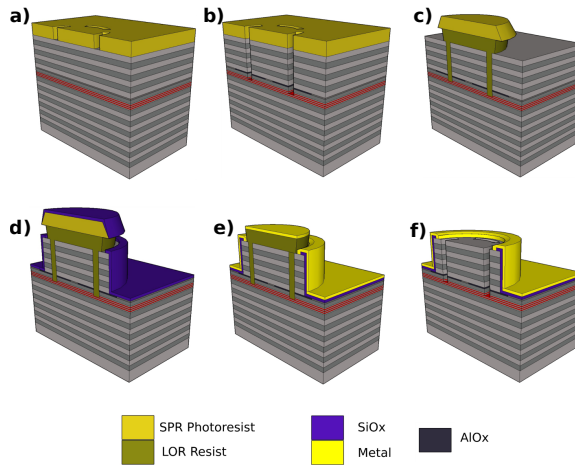 a)
b)
c)
d)
e)
f)
SPR Photoresist
LOR Resist
SiOx
Metal
AlOx